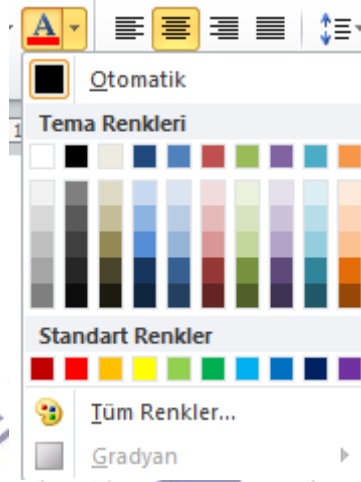 A
Otomatik
Tema Renkleri
Standart Renkler
Tüm Renkler...
Gradyan